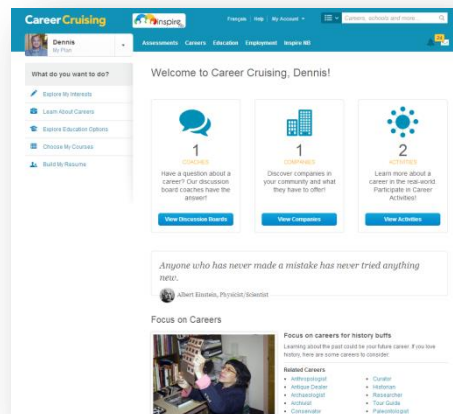 Career Cruising
inspire
Français | Help | My Account
Careers, schools and more
Dennis
My Plan
Assessments Careers Education Employment Inspire NB
What do you want to do?
Explore My Interests
Learn About Careers
Explore Education Options
Choose My Courses
Build My Resume
Welcome to Career Cruising, Dennis!
1
COACHES
Have a question about a
career? Our discussion
board coaches have the
answer!
View Discussion Boards
1
COMPANIES
Discover companies in
your community and what
they have to offer!
View Companies
2
ACTIVITIES
Learn more about a
career in the real-world
Participate in Career
Activities!
View Activities
Anyone who has never made a mistake has never tried anything
new.
Albert Einstein, Physicist/Scientist
Focus on Careers
Focus on careers for history buffs
Learning about the past could be your future career. If you love
history, here are some careers to consider:
Related Careers
Anthropologist
Antique Dealer
Archaeologist
Archivist
Conservator
Curator
Historian
Researcher
Tour Guide
Paleontologist